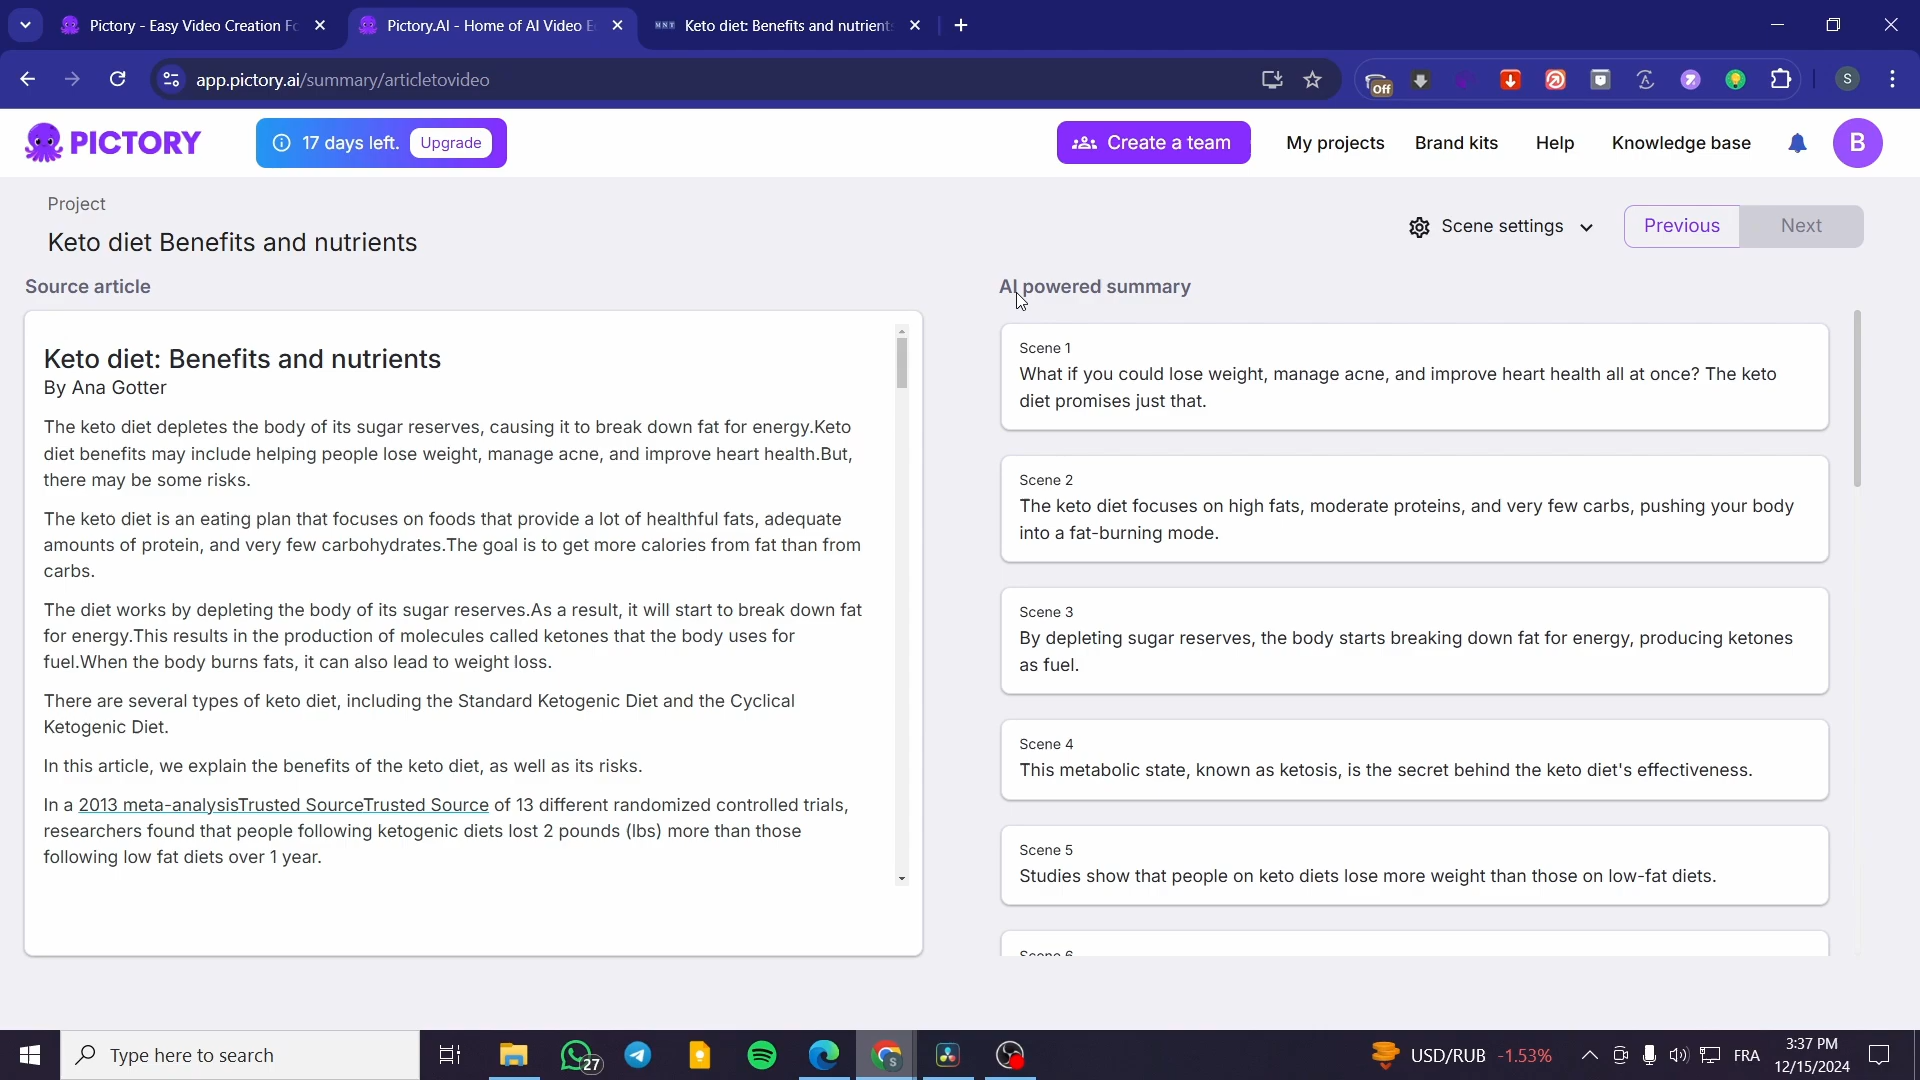 Pictory - Easy Video Creation Fo
Pictory.AI - Home of AI Video E
MNT Keto diet: Benefits and nutrient
app.pictory.ai/summary/articletovideo
Off
S
PICTORY
17 days left. Upgrade
Create a team
My projects
Brand kits
Help
Knowledge base
B
Project
Keto diet Benefits and nutrients
Scene settings
Previous
Next
Source article
Keto diet: Benefits and nutrients
By Ana Gotter
The keto diet depletes the body of its sugar reserves, causing it to break down fat for energy.Keto
diet benefits may include helping people lose weight, manage acne, and improve heart health.But,
there may be some risks.
The keto diet is an eating plan that focuses on foods that provide a lot of healthful fats, adequate
amounts of protein, and very few carbohydrates.The goal is to get more calories from fat than from
carbs.
The diet works by depleting the body of its sugar reserves.As a result, it will start to break down fat
for energy.This results in the production of molecules called ketones that the body uses for
fuel.When the body burns fats, it can also lead to weight loss.
There are several types of keto diet, including the Standard Ketogenic Diet and the Cyclical
Ketogenic Diet.
In this article, we explain the benefits of the keto diet, as well as its risks.
In a 2013 meta-analysisTrusted SourceTrusted Source of 13 different randomized controlled trials,
researchers found that people following ketogenic diets lost 2 pounds (lbs) more than those
following low fat diets over 1 year.
AI powered summary
Scene 1
What if you could lose weight, manage acne, and improve heart health all at once? The keto
diet promises just that.
Scene 2
The keto diet focuses on high fats, moderate proteins, and very few carbs, pushing your body
into a fat-burning mode.
Scene 3
By depleting sugar reserves, the body starts breaking down fat for energy, producing ketones
as fuel.
Scene 4
This metabolic state, known as ketosis, is the secret behind the keto diet's effectiveness.
Scene 5
Studies show that people on keto diets lose more weight than those on low-fat diets.
Scene 6
Type here to search
27
S
USD/RUB -1.53%
FRA
3:37 PM
12/15/2024